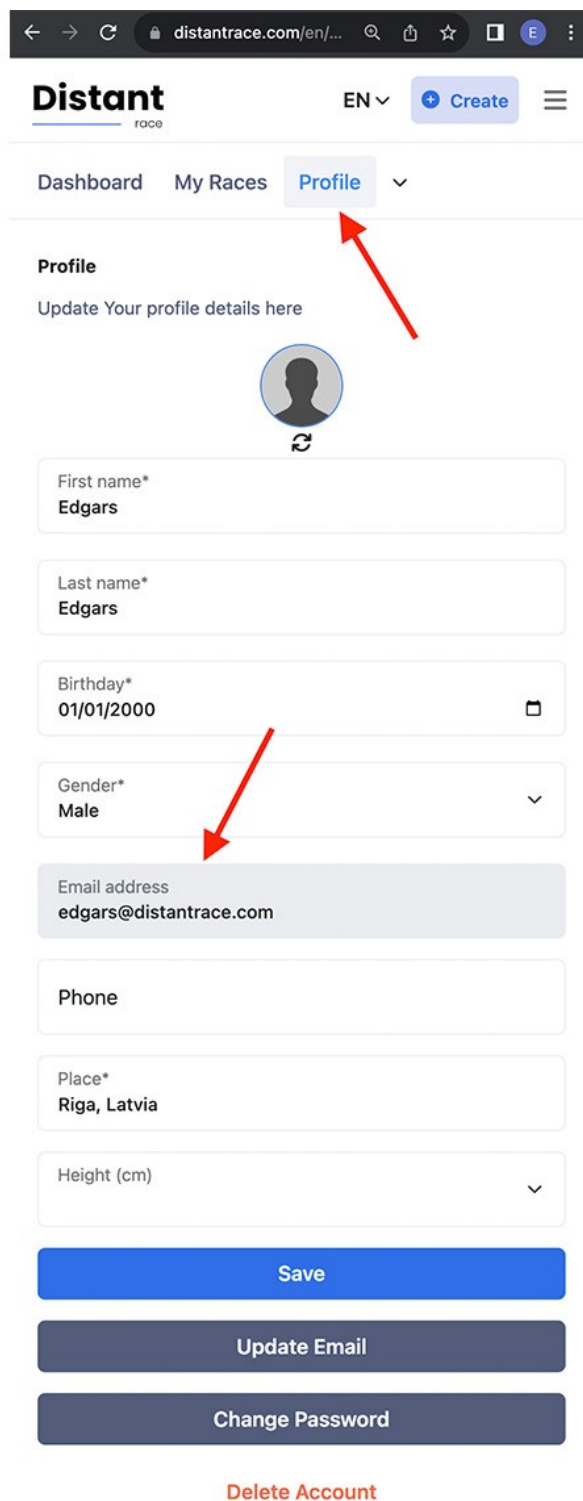 distantrace.com/en/... E
Distant
race
EN Create
Dashboard My Races Profile
Profile
Update Your profile details here
First name*
Edgars
Last name*
Edgars
Birthday*
01/01/2000
Gender*
Male
Email address
edgars@distantrace.com
Phone
Place*
Riga, Latvia
Height (cm)
Save
Update Email
Change Password
Delete Account